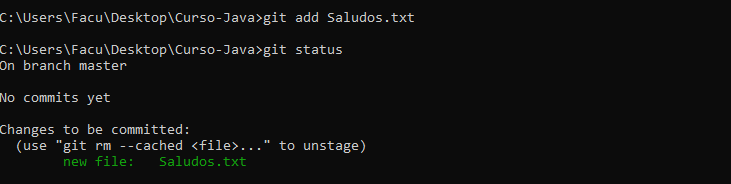 C:\Users\Facu\Desktop\Curso-Java>git add Saludos.txt
C:\Users\Facu\Desktop\Curso-Java>git status
On branch master
No commits yet
Changes to be committed:
  (use "git rm --cached <file>..." to unstage)
        new file:   Saludos.txt